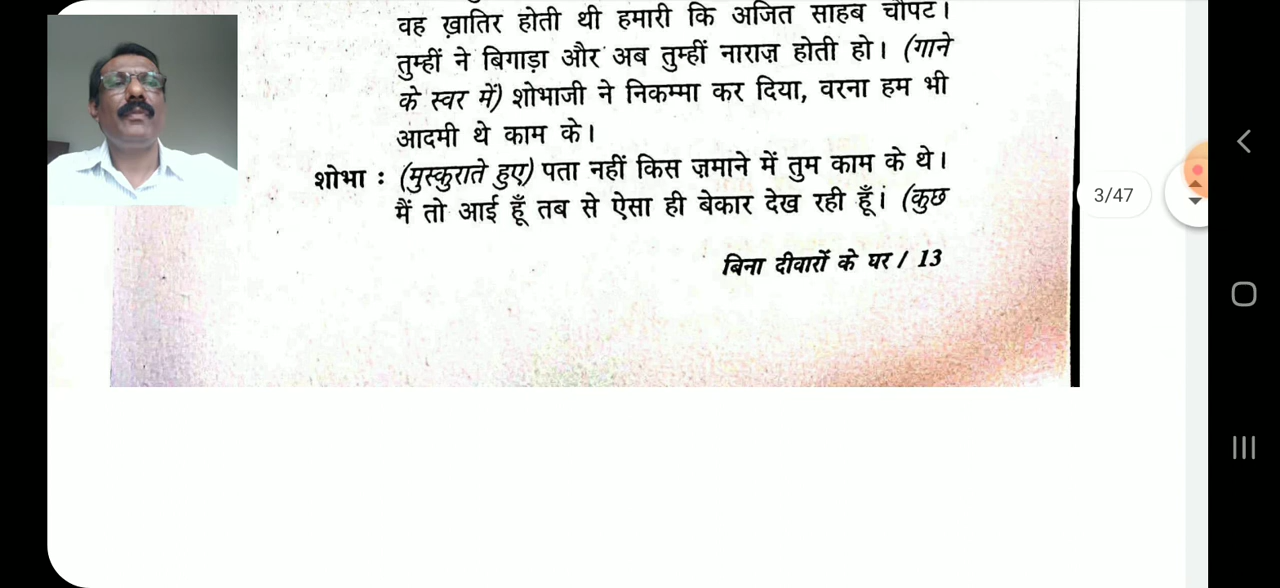 वह ख़ातिर होती थी हमारी कि अजित साहब चौपट।
तुम्हीं ने बिगाड़ा और अब तुम्हीं नाराज़ होती हो। (गाने
के स्वर में) शोभाजी ने निकम्मा कर दिया, वरना हम भी
आदमी थे काम के।
शोभा : (मुस्कुराते हुए) पता नहीं किस ज़माने में तुम काम के थे।
मैं तो आई हूँ तब से ऐसा ही बेकार देख रही हूँ। (कुछ
3/47
बिना दीवारों के घर / 13